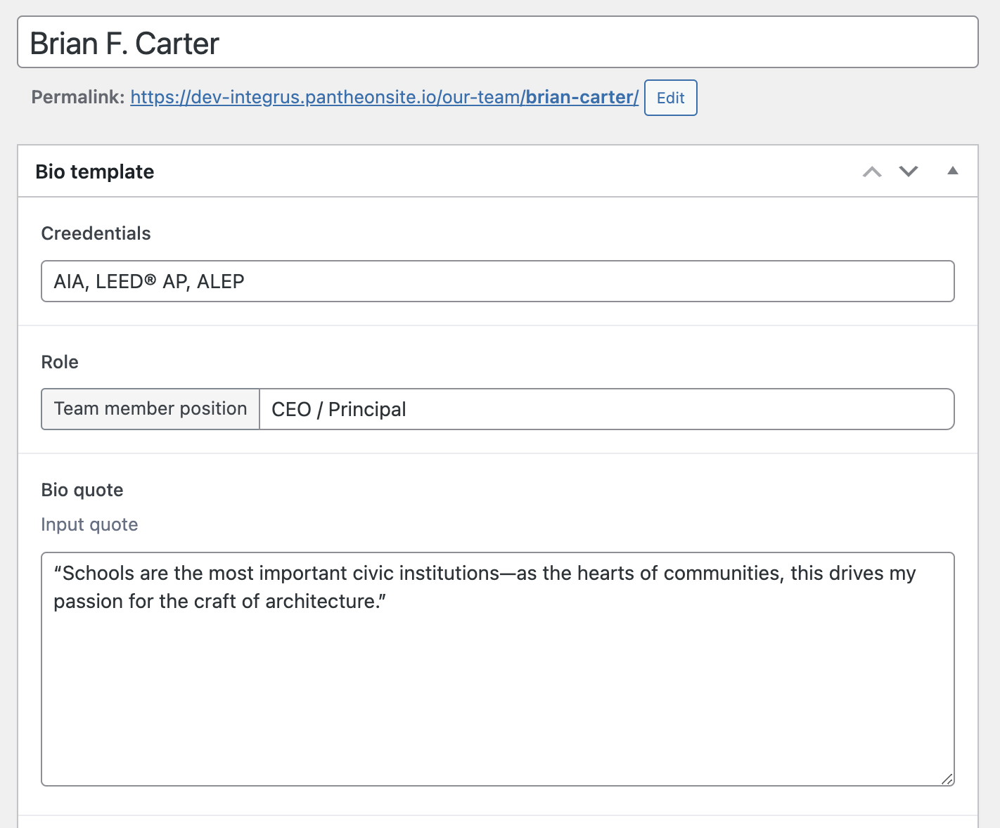 Brian F. Carter
Permalink: https://dev-integrus.pantheonsite.io/our-team/brian-carter/ Edit
Bio template
Creedentials
AIA, LEED® AP, ALEP
Role
Team member position CEO / Principal
Bio quote
Input quote
“Schools are the most important civic institutions—as the hearts of communities, this drives my
passion for the craft of architecture.”